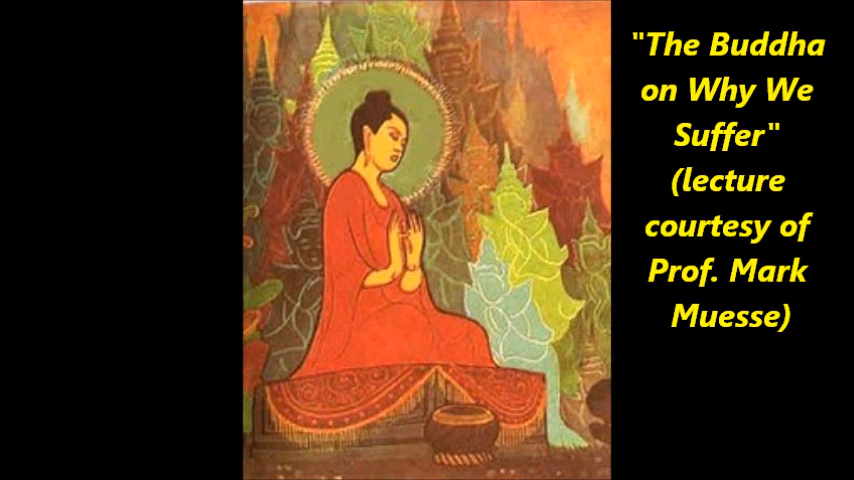 "The Buddha
on Why We
Suffer"
(lecture
courtesy of
Prof. Mark
Muesse)